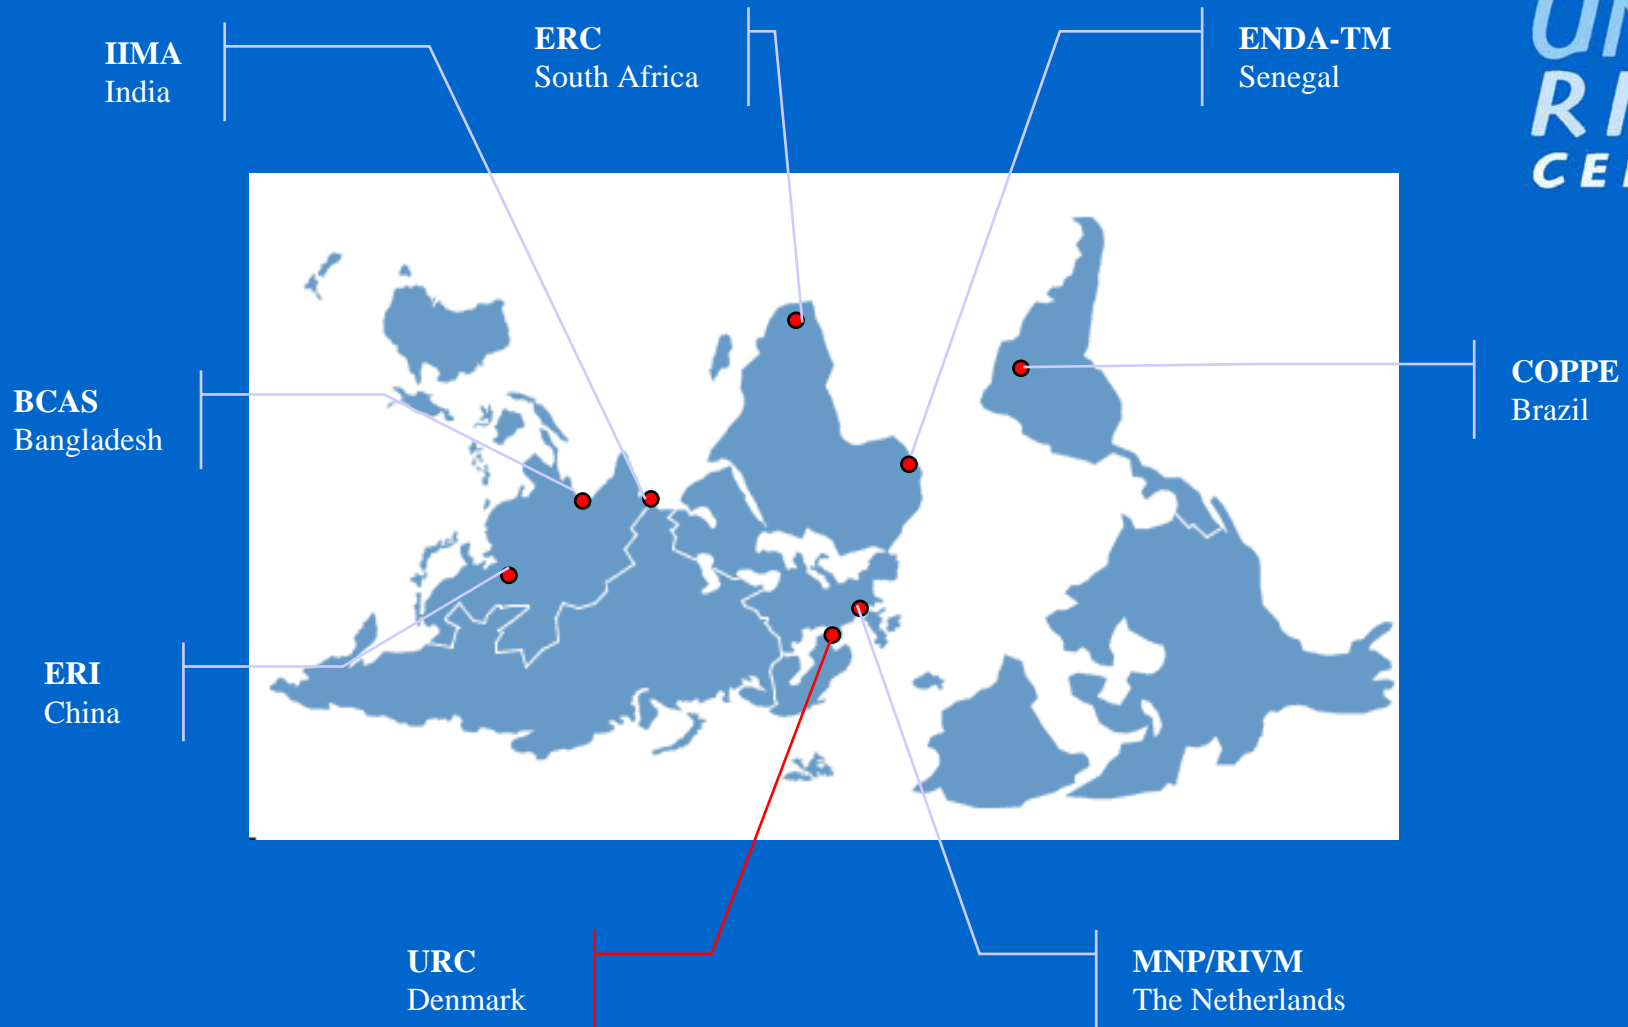 IIMA
India
ERC
South Africa
ENDA-TM
Senegal
BCAS
Bangladesh
COPPE
Brazil
ERI
China
URC
Denmark
MNP/RIVM
The Netherlands